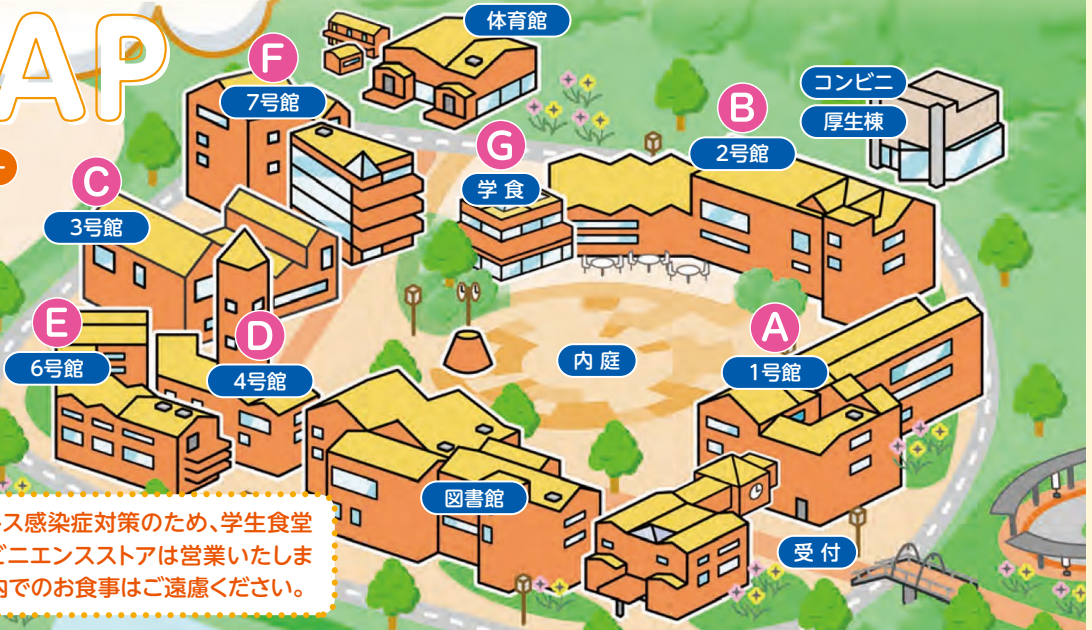 AP
体育館
F
7号館
コンビニ
厚生棟
B
2号館
G
学食
C
3号館
E
6号館
D
4号館
内庭
A
1号館
図書館
受付
ス感染症対策のため、学生食堂
ビニエンスストアは営業いたしま
内でのお食事はご遠慮ください。